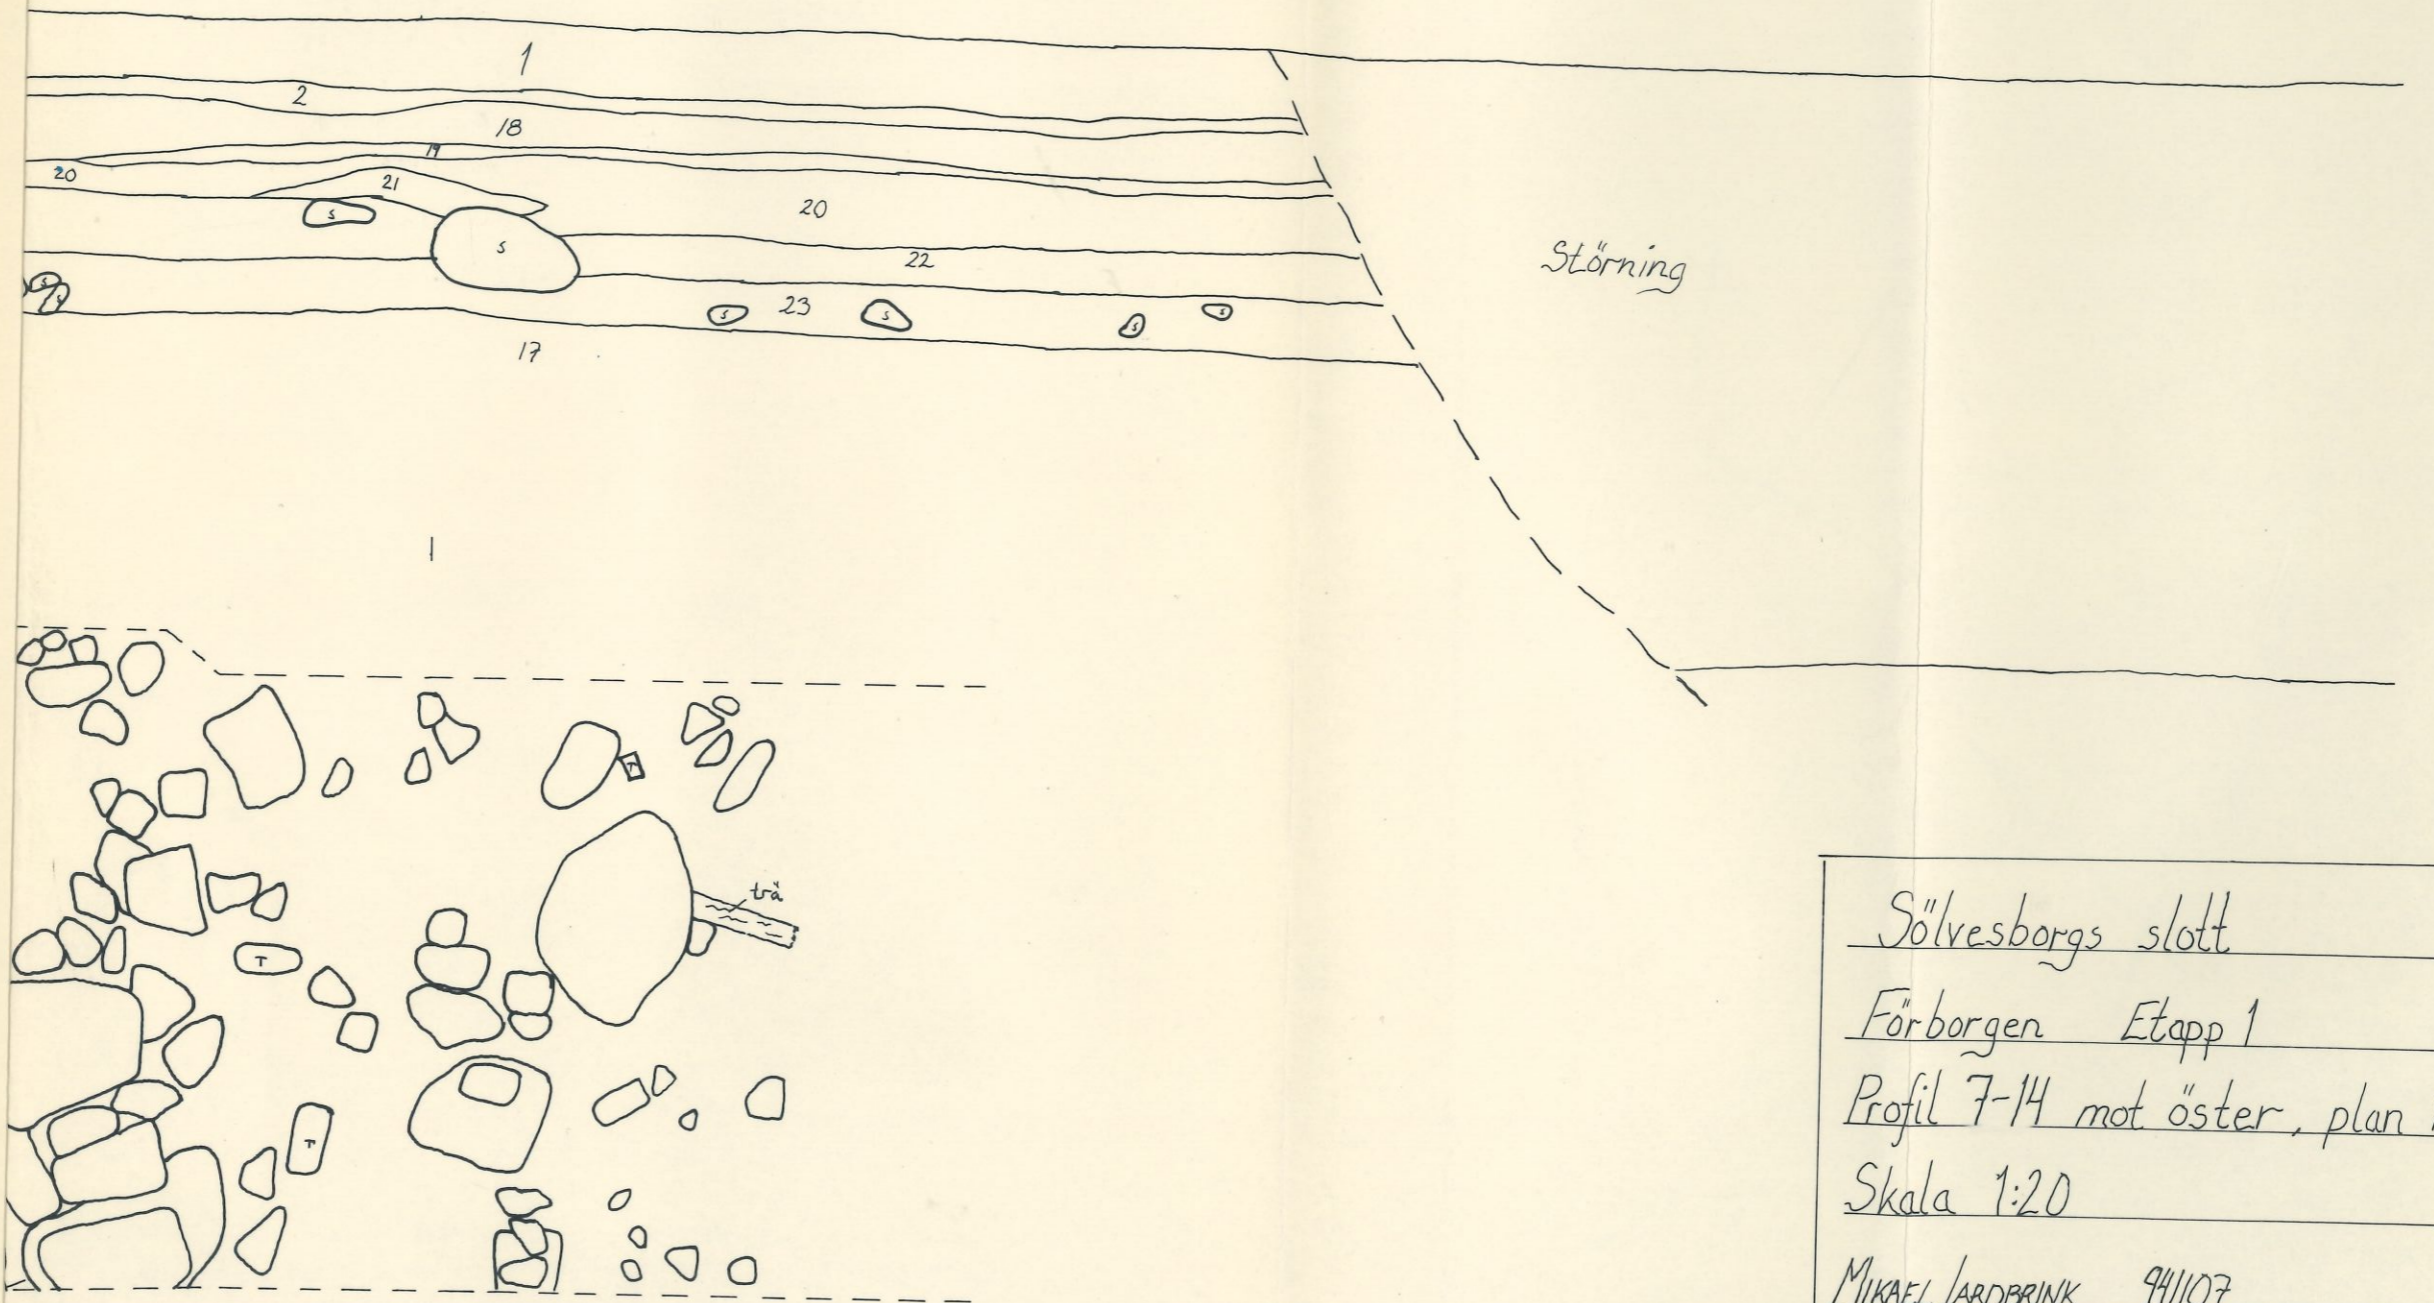 1
2
18
19
20
21
S
20
S
Störning
22
S
S
S
23
S
S
S
17
T
trä
T
T
Sölvesborgs slott
Förborgen Etapp 1
Profil 7-14 mot öster, plan
Skala 1:20
MIKAEL 941107